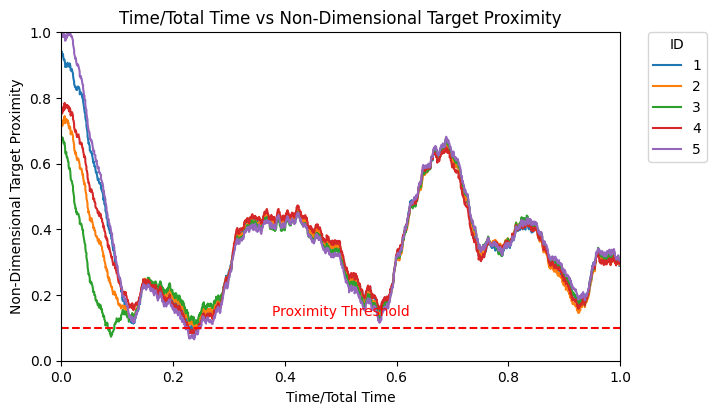 Time/Total Time vs Non-Dimensional Target Proximity
Non-Dimensional Target Proximity
1.0
0.8
0.6
0.4
0.2
0.0
Proximity Threshold
0.0 0.2 0.4 0.6 0.8 1.0
Time/Total Time
ID
1
2
3
4
5